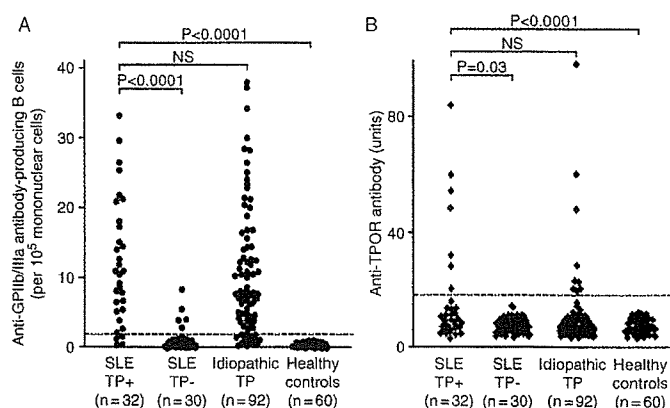 A
P<0.0001
NS
P<0.0001
Anti-GPIIb/IIIa antibody-producing B cells
(per 10⁵ mononuclear cells)
40
30
20
10
0
SLE TP+ (n=32)
SLE TP- (n=30)
Idiopathic TP (n=92)
Healthy controls (n=60)
B
P<0.0001
NS
P=0.03
Anti-TPOR antibody (units)
80
40
0
SLE TP+ (n=32)
SLE TP- (n=30)
Idiopathic TP (n=92)
Healthy controls (n=60)